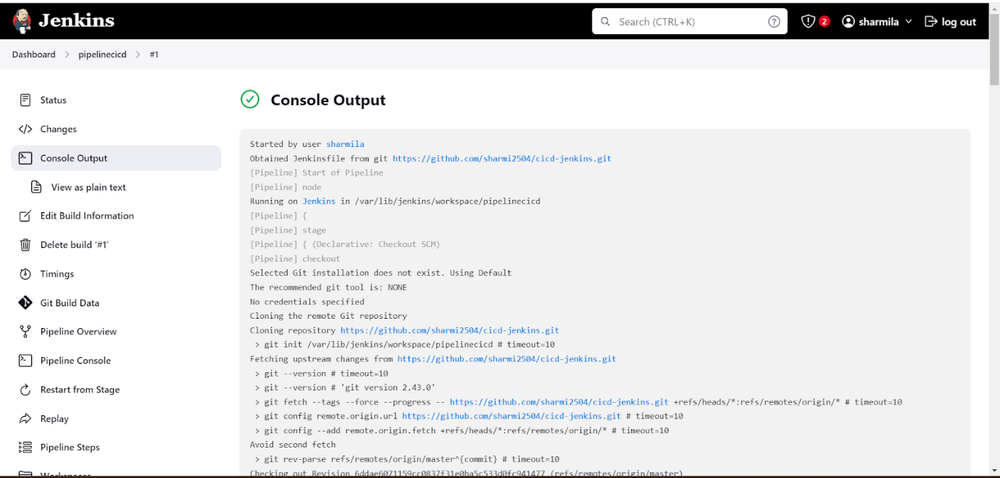 Jenkins
Search (CTRL+K)
?
2
sharmila
log out
Dashboard > pipelinecicd > #1
Status
Changes
Console Output
View as plain text
Edit Build Information
Delete build ‘#1’
Timings
Git Build Data
Pipeline Overview
Pipeline Console
Restart from Stage
Replay
Pipeline Steps
Workspaces
Console Output
Started by user sharmila
Obtained Jenkinsfile from git https://github.com/sharmi2504/cicd-jenkins.git
[Pipeline] Start of Pipeline
[Pipeline] node
Running on Jenkins in /var/lib/jenkins/workspace/pipelinecicd
[Pipeline] {
[Pipeline] stage
[Pipeline] { (Declarative: Checkout SCM)
[Pipeline] checkout
Selected Git installation does not exist. Using Default
The recommended git tool is: NONE
No credentials specified
Cloning the remote Git repository
Cloning repository https://github.com/sharmi2504/cicd-jenkins.git
> git init /var/lib/jenkins/workspace/pipelinecicd # timeout=10
Fetching upstream changes from https://github.com/sharmi2504/cicd-jenkins.git
> git --version # timeout=10
> git --version # 'git version 2.43.0'
> git fetch --tags --force --progress -- https://github.com/sharmi2504/cicd-jenkins.git +refs/heads/*:refs/remotes/origin/* # timeout=10
> git config remote.origin.url https://github.com/sharmi2504/cicd-jenkins.git # timeout=10
> git config --add remote.origin.fetch +refs/heads/*:refs/remotes/origin/* # timeout=10
Avoid second fetch
> git rev-parse refs/remotes/origin/master^{commit} # timeout=10
Checking out Revision 6ddae6071159cc0837f31e0ba5c533d0fc941477 (refs/remotes/origin/master)